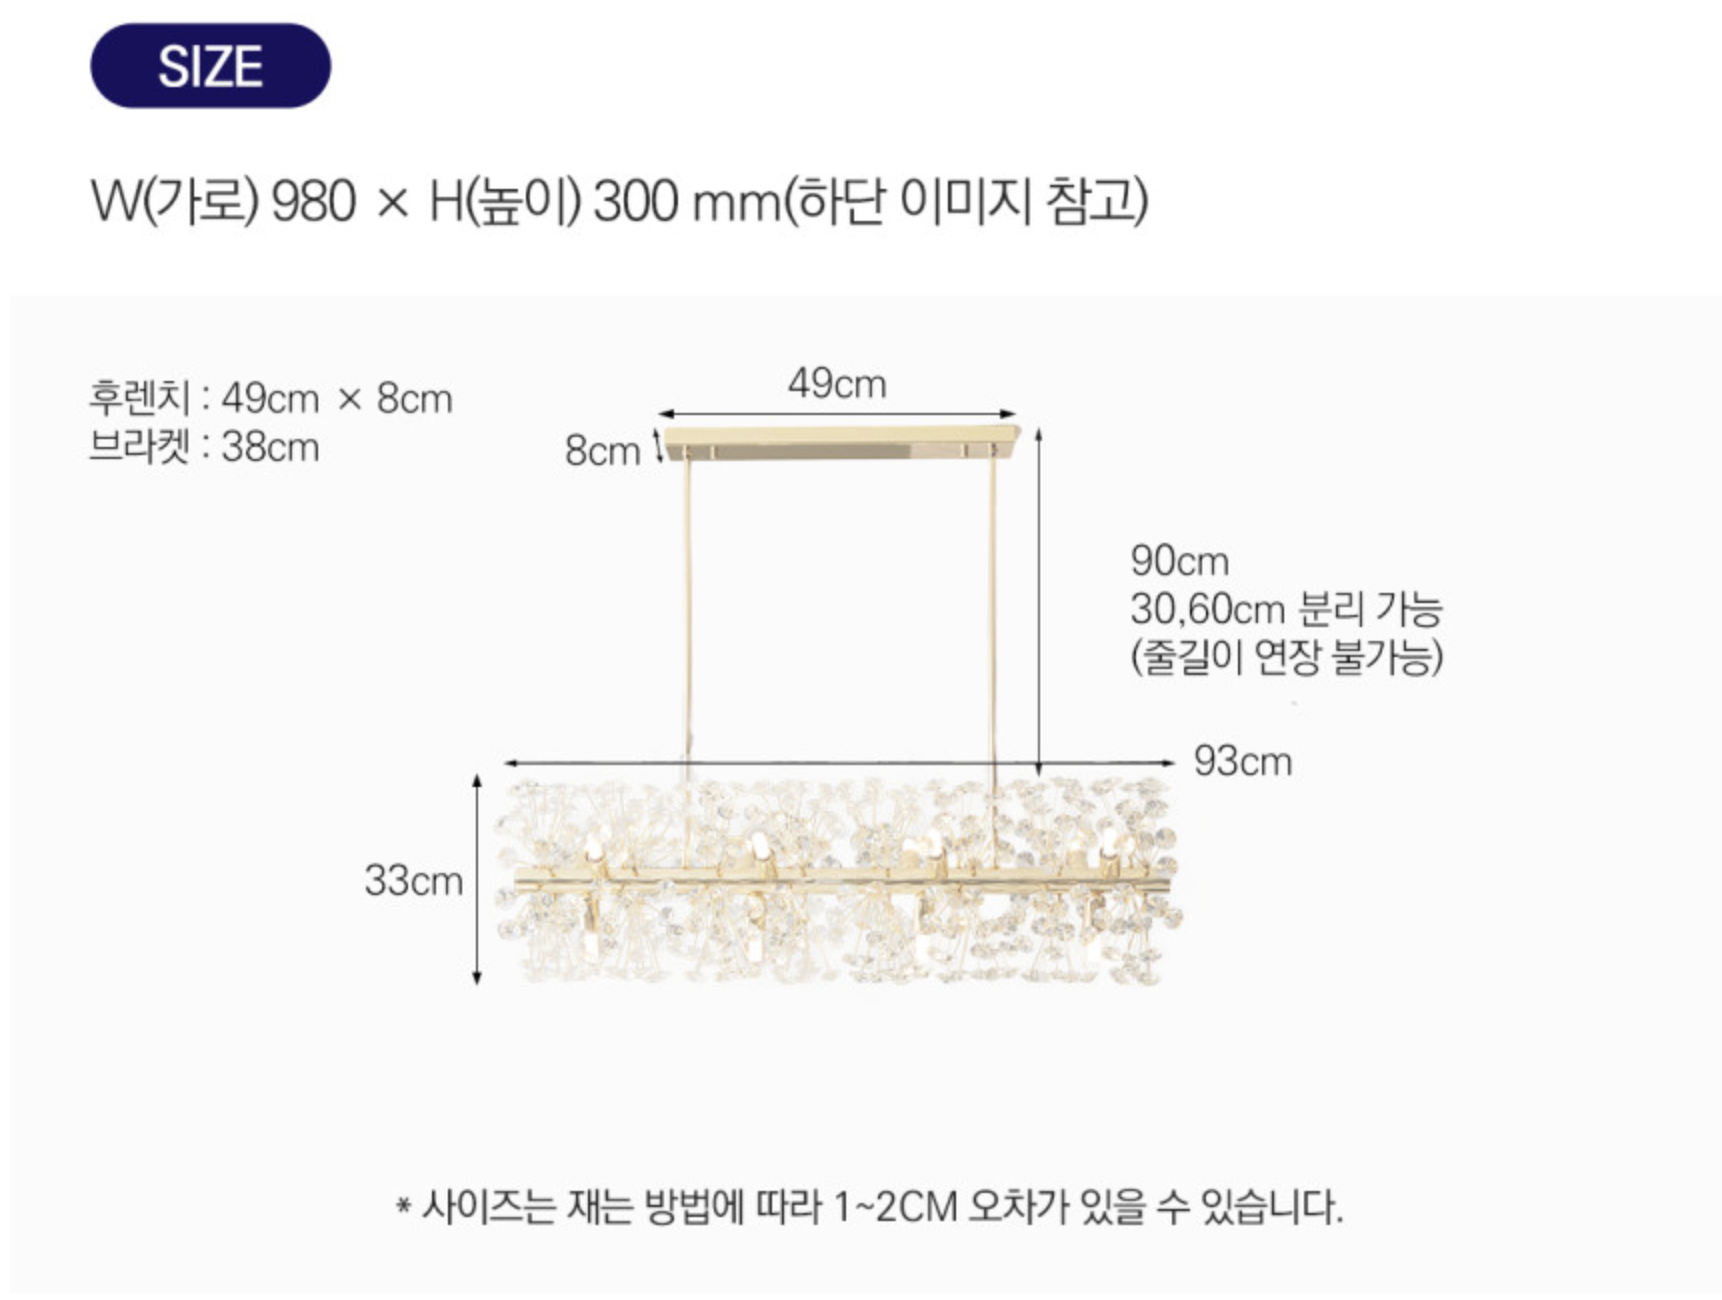 SIZE
W(가로) 980 × H(높이) 300 mm(하단 이미지 참고)
후렌치 : 49cm × 8cm
브라켓 : 38cm
49cm
8cm
90cm
30,60cm 분리 가능
(줄길이 연장 불가능)
93cm
33cm
* 사이즈는 재는 방법에 따라 1~2CM 오차가 있을 수 있습니다.